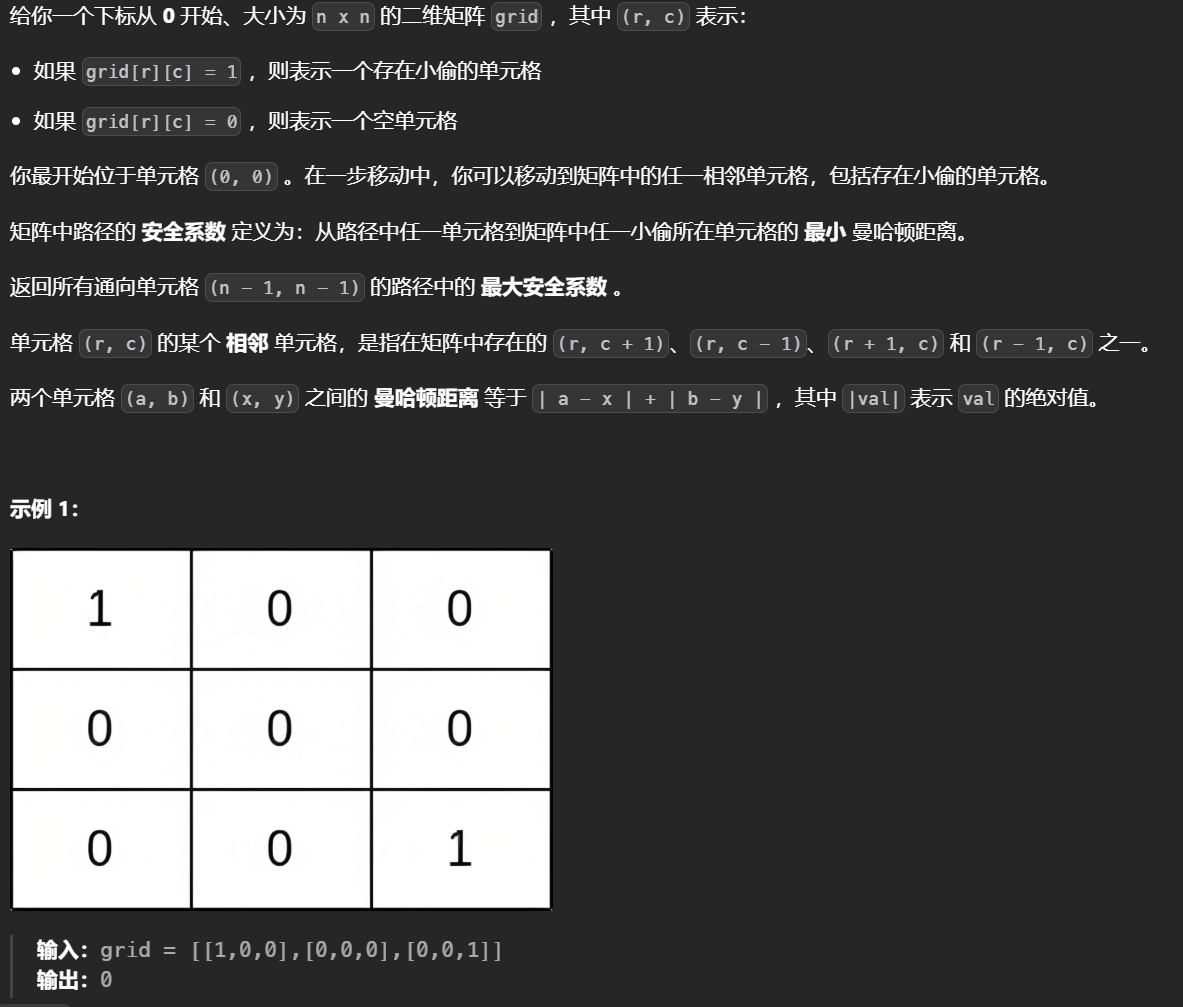 给你一个下标从 0 开始、大小为 n x n 的二维矩阵 grid ，其中 (r, c) 表示：
• 如果 grid[r][c] = 1 ，则表示一个存在小偷的单元格
• 如果 grid[r][c] = 0 ，则表示一个空单元格
你最开始位于单元格 (0, 0) 。在一步移动中，你可以移动到矩阵中的任一相邻单元格，包括存在小偷的单元格。
矩阵中路径的 安全系数 定义为：从路径中任一单元格到矩阵中任一小偷所在单元格的 最小 曼哈顿距离。
返回所有通向单元格 (n - 1, n - 1) 的路径中的 最大安全系数 。
单元格 (r, c) 的某个 相邻 单元格，是指在矩阵中存在的 (r, c + 1)、(r, c - 1)、(r + 1, c) 和 (r - 1, c) 之一。
两个单元格 (a, b) 和 (x, y) 之间的 曼哈顿距离 等于 | a - x | + | b - y | ，其中 |val| 表示 val 的绝对值。
示例 1：
1 0 0
0 0 0
0 0 1
输入：grid = [[1,0,0],[0,0,0],[0,0,1]]
输出：0